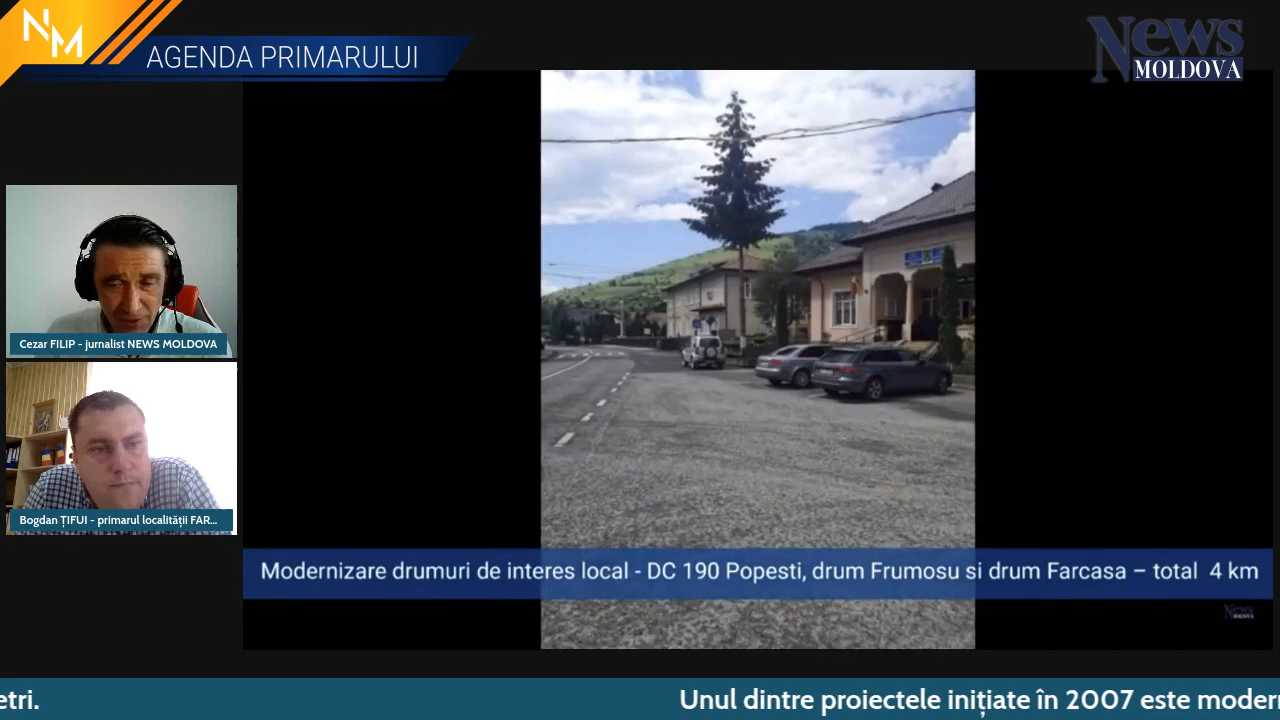 NM
AGENDA PRIMARULUI
News
MOLDOVA
Cezar FILIP - jurnalist NEWS MOLDOVA
Bogdan ȚIFUI - primarul localității FAR...
Modernizare drumuri de interes local - DC 190 Popesti, drum Frumosu si drum Farcasa – total 4 km
News
MOLDOVA
etri.
Unul dintre proiectele inițiate în 2007 este modern